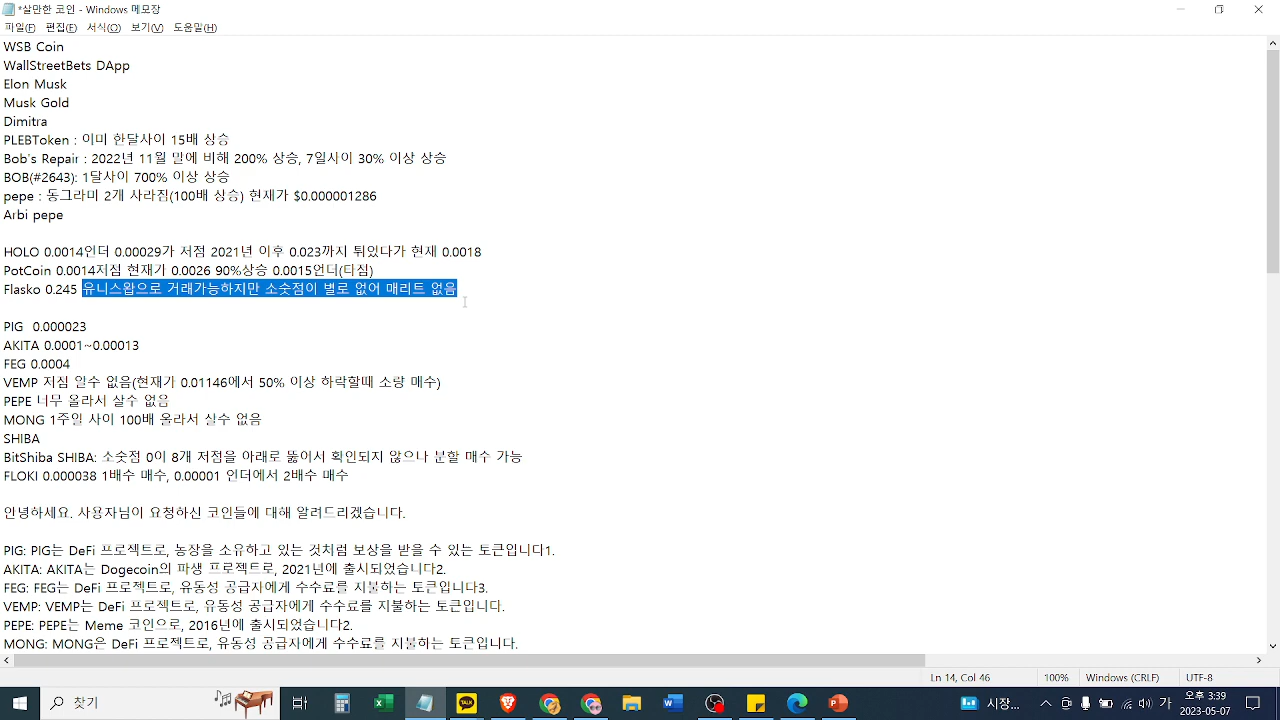 *살만한 코인 - Windows 메모장
파일(F) 편집(E) 서식(O) 보기(V) 도움말(H)
WSB Coin
WallStreetBets DApp
Elon Musk
Musk Gold
Dimitra
PLEBToken : 이미 한달사이 15배 상승
Bob's Repair : 2022년 11월 말에 비해 200% 상승, 7일사이 30% 이상 상승
BOB(#2643): 1달사이 700% 이상 상승
pepe : 동그라미 2개 사라짐(100배 상승) 현재가 $0.000001286
Arbi pepe
HOLO 0.0014인더 0.00029가 저점 2021년 이후 0.023까지 튀었다가 현재 0.0018
PotCoin 0.0014저점 현재가 0.0026 90%상승 0.0015언더(타점)
Flasko 0.245 유니스왑으로 거래가능하지만 소숫점이 별로 없어 매리트 없음
PIG 0.000023
AKITA 0.0001~0.00013
FEG 0.0004
VEMP 저점 알수 없음(현재가 0.01146에서 50% 이상 하락할때 소량 매수)
PEPE 너무 올라서 살수 없음
MONG 1주일 사이 100배 올라서 살수 없음
SHIBA
BitShiba SHIBA: 소숫점 0이 8개 저점을 아래로 뚫어서 확인되지 않으나 분할 매수 가능
FLOKI 0.000038 1배수 매수, 0.00001 언더에서 2배수 매수
안녕하세요. 사용자님이 요청하신 코인들에 대해 알려드리겠습니다.
PIG: PIG는 DeFi 프로젝트로, 농장을 소유하고 있는 것처럼 보상을 받을 수 있는 토큰입니다1.
AKITA: AKITA는 Dogecoin의 파생 프로젝트로, 2021년에 출시되었습니다2.
FEG: FEG는 DeFi 프로젝트로, 유동성 공급자에게 수수료를 지불하는 토큰입니다3.
VEMP: VEMP는 DeFi 프로젝트로, 유동성 공급자에게 수수료를 지불하는 토큰입니다.
PEPE: PEPE는 Meme 코인으로, 2016년에 출시되었습니다2.
MONG: MONG은 DeFi 프로젝트로, 유동성 공급자에게 수수료를 지불하는 토큰입니다.
Ln 14, Col 46 100% Windows (CRLF) UTF-8
찾기 TALK 시장... 가 오후 3:39
2023-05-07